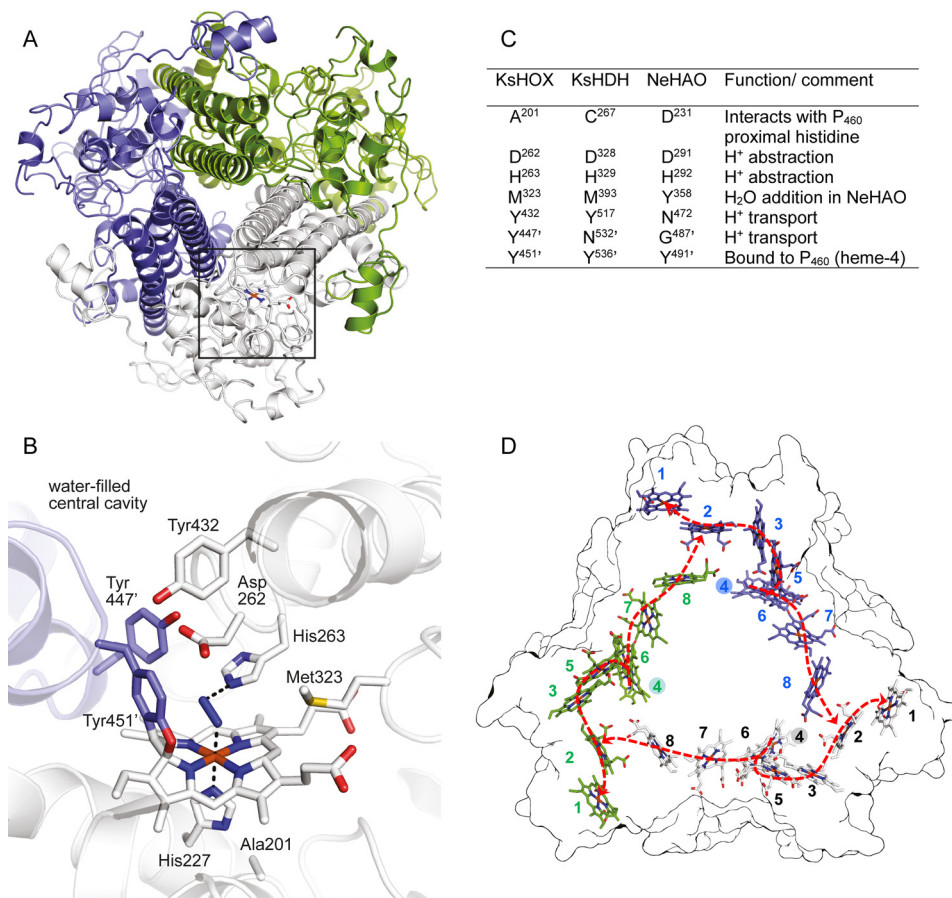 A
C
KsHOX KsHDH NeHAO Function/ comment
A201 C267 D231 Interacts with P460
proximal histidine
D262 D328 D291 H+ abstraction
H263 H329 H292 H+ abstraction
M323 M393 Y358 H2O addition in NeHAO
Y432 Y517 N472 H+ transport
Y447' N532' G487' H+ transport
Y451' Y536' Y491' Bound to P460 (heme-4)
B
water-filled
central cavity
Tyr432
Tyr
447'
Asp
262
His263
Met323
Tyr451'
His227
Ala201
D
1
2
3
4
5
6
7
8
8
7
6
5
4
3
2
1
8
7
6
4
5
3
2
1